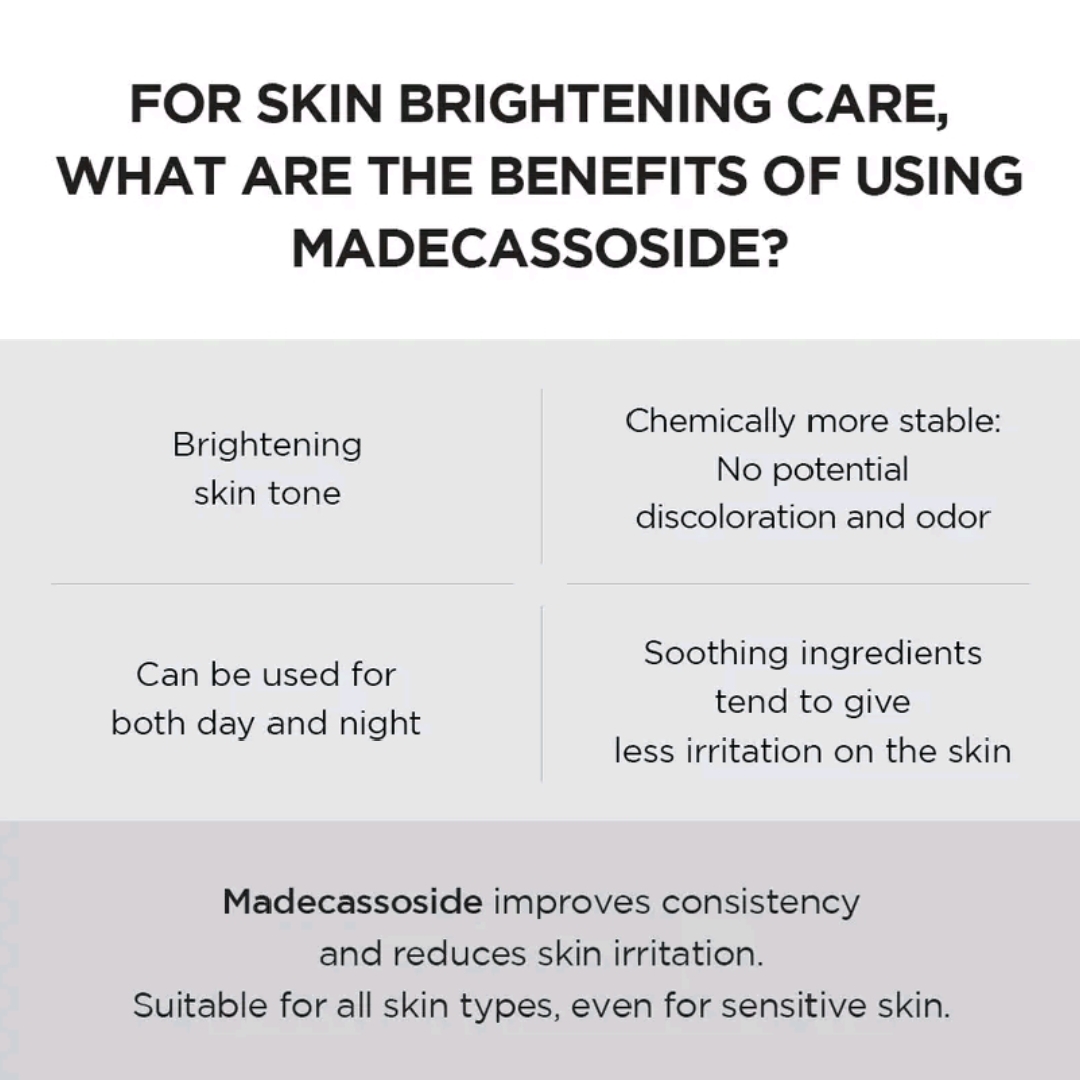 FOR SKIN BRIGHTENING CARE,
WHAT ARE THE BENEFITS OF USING
MADECASSOSIDE?
Brightening
skin tone
Chemically more stable:
No potential
discoloration and odor
Can be used for
both day and night
Soothing ingredients
tend to give
less irritation on the skin
Madecassoside improves consistency
and reduces skin irritation.
Suitable for all skin types, even for sensitive skin.